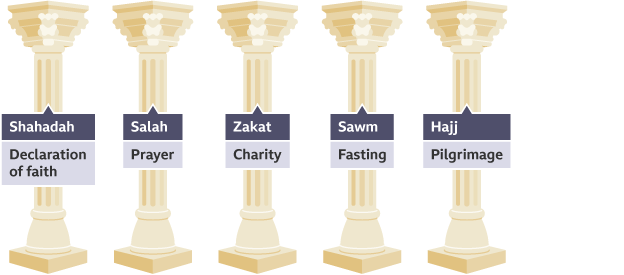 Shahadah
Declaration
of faith
Salah
Prayer
Zakat
Charity
Sawm
Fasting
Hajj
Pilgrimage